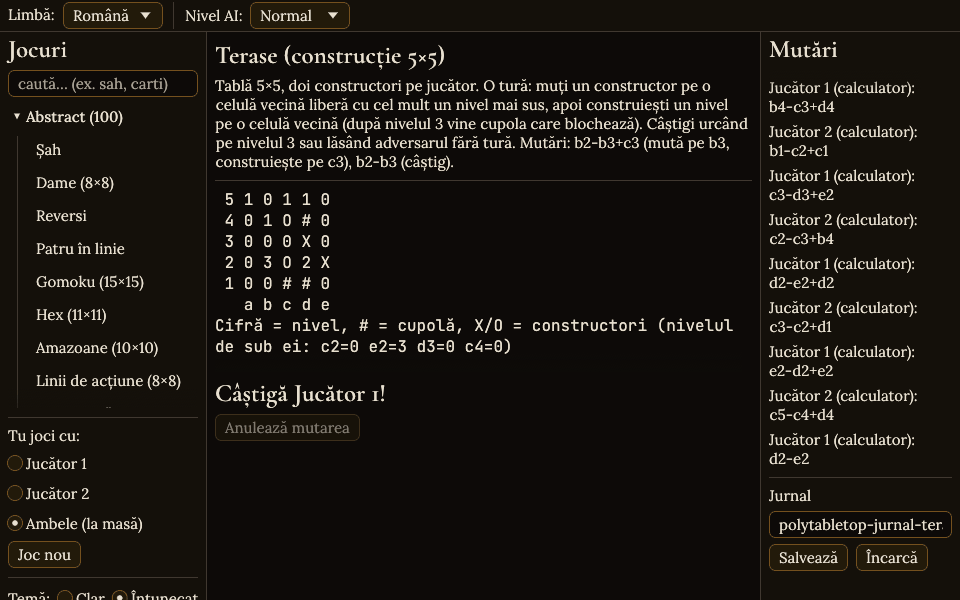 Limbă: Română ▼ Nivel AI: Normal ▼
Jocuri
caută... (ex. sah, carti)
▾ Abstract (100)
Șah
Dame (8×8)
Reversi
Patru în linie
Gomoku (15×15)
Hex (11×11)
Amazoane (10×10)
Linii de acțiune (8×8)
Tu joci cu:
Jucător 1
Jucător 2
Ambele (la masă)
Joc nou
Temă: Clar Întunecat
Terase (construcție 5×5)
Tablă 5×5, doi constructori pe jucător. O tură: muți un constructor pe o
celulă vecină liberă cu cel mult un nivel mai sus, apoi construiești un nivel
pe o celulă vecină (după nivelul 3 vine cupola care blochează). Câștigi urcând
pe nivelul 3 sau lăsând adversarul fără tură. Mutări: b2-b3+c3 (mută pe b3,
construiește pe c3), b2-b3 (câștig).
5 1 0 1 1 0
4 0 1 O # 0
3 0 0 0 X 0
2 0 3 O 2 X
1 0 0 # # 0
a b c d e
Cifră = nivel, # = cupolă, X/O = constructori (nivelul
de sub ei: c2=0 e2=3 d3=0 c4=0)
Câștigă Jucător 1!
Anulează mutarea
Mutări
Jucător 1 (calculator):
b4-c3+d4
Jucător 2 (calculator):
b1-c2+c1
Jucător 1 (calculator):
c3-d3+e2
Jucător 2 (calculator):
c2-c3+b4
Jucător 1 (calculator):
d2-e2+d2
Jucător 2 (calculator):
c3-c2+d1
Jucător 1 (calculator):
e2-d2+e2
Jucător 2 (calculator):
c5-c4+d4
Jucător 1 (calculator):
d2-e2
Jurnal
polytabletop-jurnal-ter
Salvează Încarcă